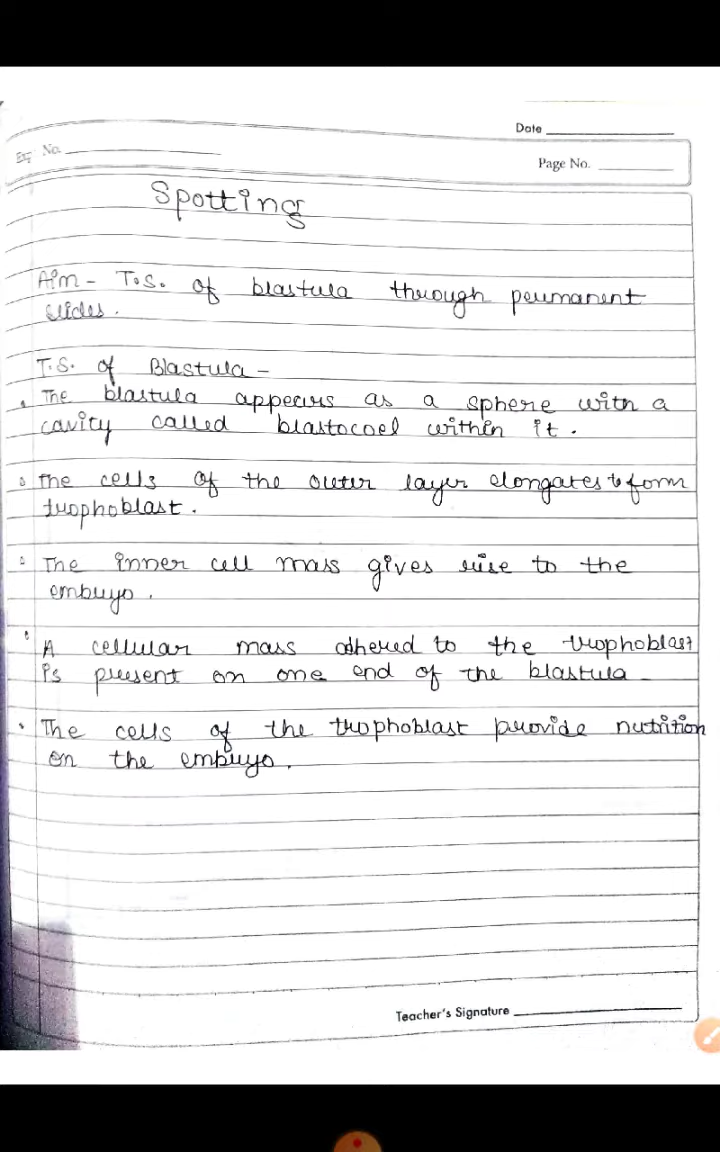 Date
Exp. No.
Page No.
Spotting
Aim - T.S. of blastula through permanent
slides.
T.S. of Blastula -
• The blastula appears as a sphere with a
cavity called blastocoel within it.
• The cells of the outer layer elongates to form
trophoblast.
• The inner cell mass gives rise to the
embryo.
• A cellular mass adhered to the trophoblast
is present on one end of the blastula
• The cells of the trophoblast provide nutrition
on the embryo.
Teacher's Signature